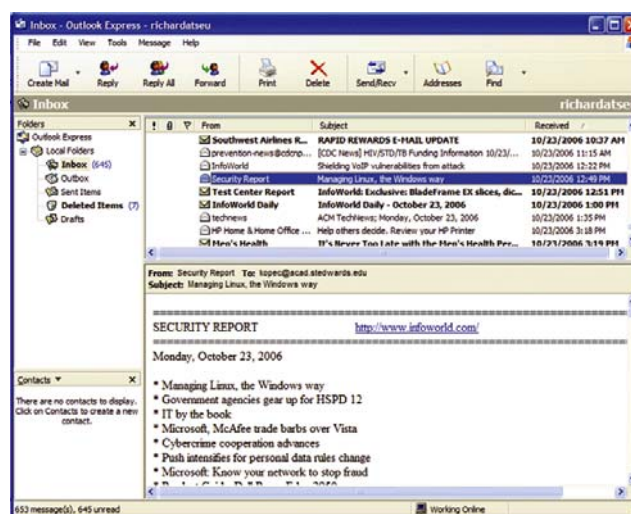 Inbox - Outlook Express - richardatseu
File Edit View Tools Message Help
Create Mail Reply Reply All Forward Print Delete Send/Recv Addresses Find
Inbox richardatseu
Folders
Outlook Express
Local Folders
Inbox (645)
Outbox
Sent Items
Deleted Items (7)
Drafts
! From Subject Received
Southwest Airlines R... RAPID REWARDS E-MAIL UPDATE 10/23/2006 10:37 AM
prevention-news@cdcnp... [CDC News] HIV/STD/TB Funding Information 10/23/... 10/23/2006 11:15 AM
InfoWorld Shielding VoIP vulnerabilities from attack 10/23/2006 12:22 PM
Security Report Managing Linux, the Windows way 10/23/2006 12:49 PM
Test Center Report InfoWorld: Exclusive: BladeFrame EX slices, dic... 10/23/2006 12:51 PM
InfoWorld Daily InfoWorld Daily - October 23, 2006 10/23/2006 1:00 PM
technews ACM TechNews; Monday, October 23, 2006 10/23/2006 1:35 PM
HP Home & Home Office ... Help others decide. Review your HP Printer 10/23/2006 3:18 PM
Men's Health It's Never Too Late with the Men's Health Per... 10/23/2006 3:19 PM
From: Security Report To: kopec@acad.stedwards.edu
Subject: Managing Linux, the Windows way
SECURITY REPORT http://www.infoworld.com/
Monday, October 23, 2006
* Managing Linux, the Windows way
* Government agencies gear up for HSPD 12
* IT by the book
* Microsoft, McAfee trade barbs over Vista
* Cybercrime cooperation advances
* Push intensifies for personal data rules change
* Microsoft: Know your network to stop fraud
Contacts
There are no contacts to display. Click on Contacts to create a new contact.
653 message(s), 645 unread Working Online